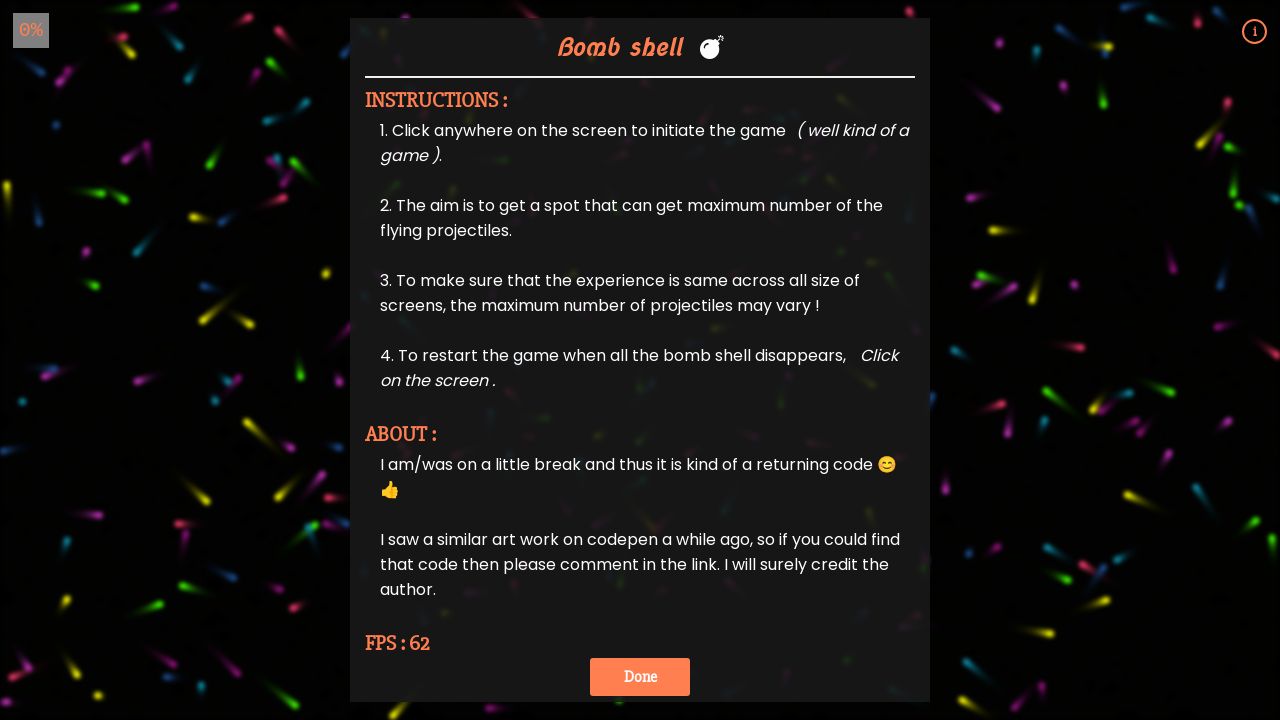 0%
Bomb shell 💣
i
INSTRUCTIONS :
1. Click anywhere on the screen to initiate the game ( well kind of a
game ).
2. The aim is to get a spot that can get maximum number of the
flying projectiles.
3. To make sure that the experience is same across all size of
screens, the maximum number of projectiles may vary !
4. To restart the game when all the bomb shell disappears, Click
on the screen .
ABOUT :
I am/was on a little break and thus it is kind of a returning code 😊
👍
I saw a similar art work on codepen a while ago, so if you could find
that code then please comment in the link. I will surely credit the
author.
FPS : 62
Done